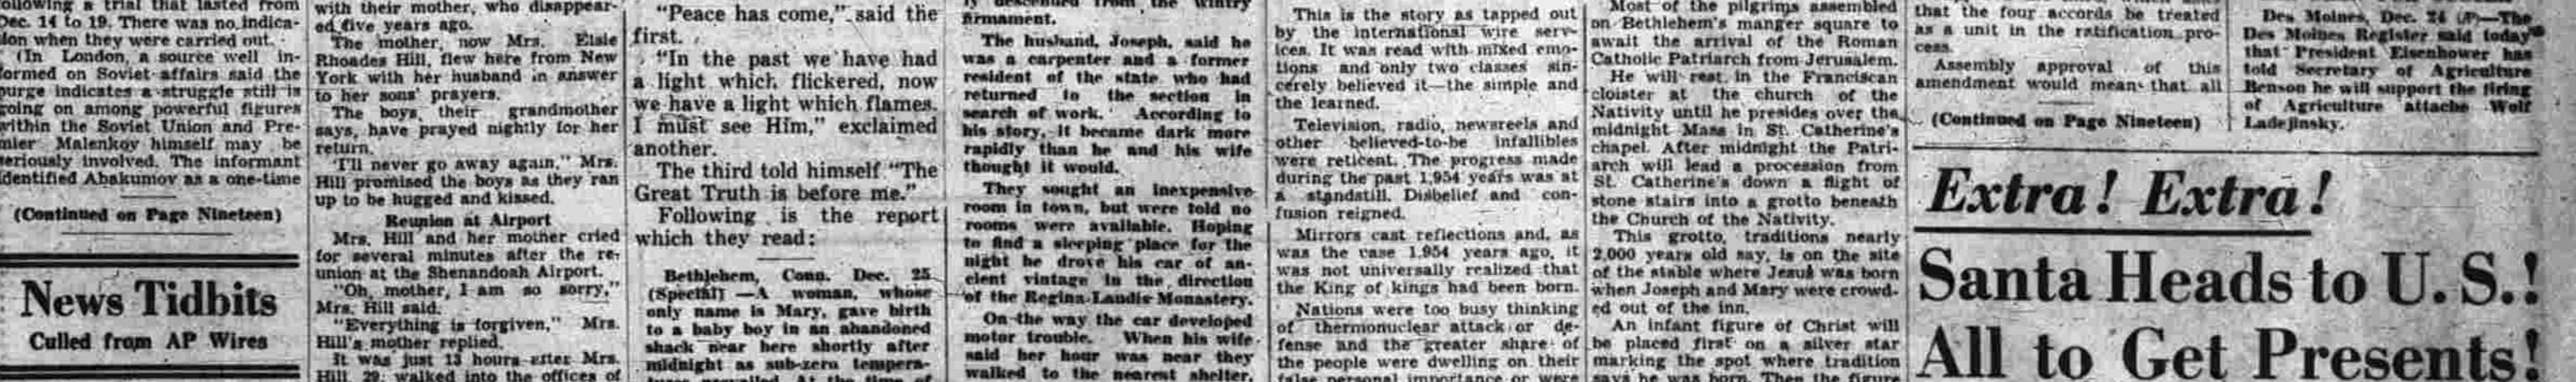 following a trial that lasted from
Dec. 14 to 19. There was no indica-
tion when they were carried out.
(In London, a source well in-
formed on Soviet affairs said the
purge indicates a struggle still is
going on among powerful figures
within the Soviet Union and Pre-
mier Malenkov himself may be
seriously involved. The informant
identified Abakumov as a one-time
(Continued on Page Nineteen)
News Tidbits
Culled from AP Wires
with their mother, who disappear-
ed five years ago.
The mother, now Mrs. Elsie
Rhoades Hill, flew here from New
York with her husband in answer
to her sons' prayers.
The boys, their grandmother
says, have prayed nightly for her
return.
"I'll never go away again," Mrs.
Hill promised the boys as they ran
up to be hugged and kissed.
Reunion at Airport
Mrs. Hill and her mother cried
for several minutes after the re-
union at the Shenandoah Airport.
"Oh, mother, I am so sorry,"
Mrs. Hill said.
"Everything is forgiven," Mrs.
Hill's mother replied.
It was just 13 hours after Mrs.
Hill, 29, walked into the offices of
"Peace has come," said the
first.
"In the past we have had
a light which flickered, now
we have a light which flames.
I must see Him," exclaimed
another.
The third told himself "The
Great Truth is before me."
Following is the report
which they read:
Bethlehem, Conn. Dec. 25
(Special) —A woman, whose
only name is Mary, gave birth
to a baby boy in an abandoned
shack near here shortly after
midnight as sub-zero tempera-
tures prevailed. At the time of
ly descended from the wintry
firmament.
The husband, Joseph, said he
was a carpenter and a former
resident of the state who had
returned to the section in
search of work. According to
his story, it became dark more
rapidly than he and his wife
thought it would.
They sought an inexpensive
room in town, but were told no
rooms were available. Hoping
to find a sleeping place for the
night he drove his car of an-
cient vintage in the direction
of the Regina Laudis Monastery.
On the way the car developed
motor trouble. When his wife
said her hour was near they
walked to the nearest shelter,
This is the story as tapped out
by the international wire serv-
ices. It was read with mixed emo-
tions and only two classes sin-
cerely believed it—the simple and
the learned.
Television, radio, newsreels and
other believed-to-be infallibles
were reticent. The progress made
during the past 1,954 years was at
a standstill. Disbelief and con-
fusion reigned.
Mirrors cast reflections and, as
was the case 1,954 years ago, it
was not universally realized that
the King of kings had been born.
Nations were too busy thinking
of thermonuclear attack or de-
fense and the greater share of
the people were dwelling on their
false personal importance or were
Most of the pilgrims assembled
on Bethlehem's manger square to
await the arrival of the Roman
Catholic Patriarch from Jerusalem.
He will rest in the Franciscan
cloister at the church of the
Nativity until he presides over the
midnight Mass in St. Catherine's
chapel. After midnight the Patri-
arch will lead a procession from
St. Catherine's down a flight of
stone stairs into a grotto beneath
the Church of the Nativity.
This grotto, traditions nearly
2,000 years old say, is on the site
of the stable where Jesus was born
when Joseph and Mary were crowd-
ed out of the inn.
An infant figure of Christ will
be placed first on a silver star
marking the spot where tradition
says he was born. Then the figure
that the four accords be treated
as a unit in the ratification pro-
cess.
Assembly approval of this
amendment would mean that all
(Continued on Page Nineteen)
Des Moines, Dec. 24 (AP)—The
Des Moines Register said today
that President Eisenhower has
told Secretary of Agriculture
Benson he will support the firing
of Agriculture attache Wolf
Ladejinsky.
Extra! Extra!
Santa Heads to U. S.!
All to Get Presents!